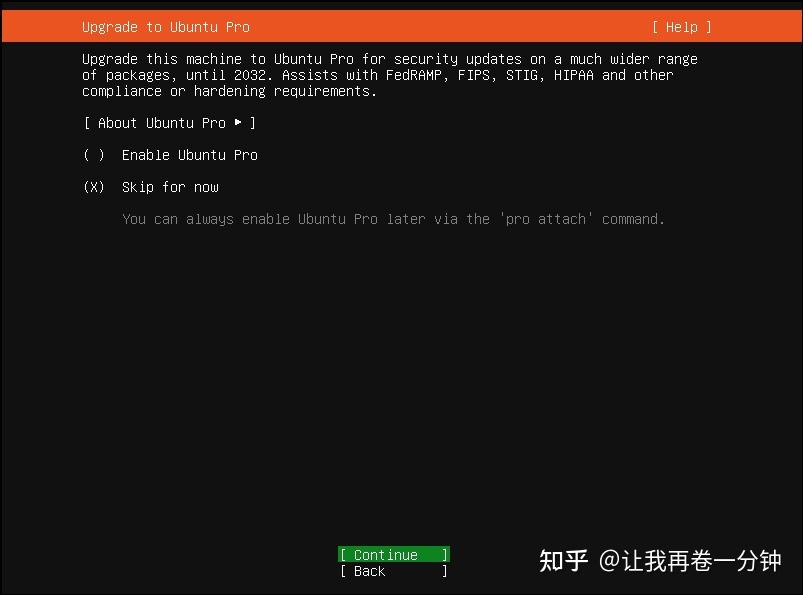 Upgrade to Ubuntu Pro [ Help ]
Upgrade this machine to Ubuntu Pro for security updates on a much wider range
of packages, until 2032. Assists with FedRAMP, FIPS, STIG, HIPAA and other
compliance or hardening requirements.
[ About Ubuntu Pro ▸ ]
( ) Enable Ubuntu Pro
(X) Skip for now
You can always enable Ubuntu Pro later via the 'pro attach' command.
[ Continue ]
[ Back ]
知乎 @让我再卷一分钟